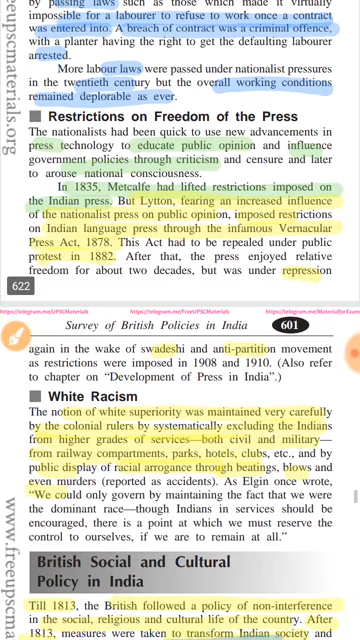 by passing laws such as those which made it virtually
impossible for a labourer to refuse to work once a contract
was entered into. A breach of contract was a criminal offence,
with a planter having the right to get the defaulting labourer
arrested.
More labour laws were passed under nationalist pressures
in the twentieth century but the overall working conditions
remained deplorable as ever.
Restrictions on Freedom of the Press
The nationalists had been quick to use new advancements in
press technology to educate public opinion and influence
government policies through criticism and censure and later
to arouse national consciousness.
In 1835, Metcalfe had lifted restrictions imposed on
the Indian press. But Lytton, fearing an increased influence
of the nationalist press on public opinion, imposed restrictions
on Indian language press through the infamous Vernacular
Press Act, 1878. This Act had to be repealed under public
protest in 1882. After that, the press enjoyed relative
freedom for about two decades, but was under repression
622
freeupscmaterials.org
https://telegram.me/UPSCMaterials
https://telegram.me/FreeUPSCMaterials
https://telegram.me/MaterialforExam
Survey of British Policies in India 601
again in the wake of swadeshi and anti-partition movement
as restrictions were imposed in 1908 and 1910. (Also refer
to chapter on “Development of Press in India”.)
White Racism
The notion of white superiority was maintained very carefully
by the colonial rulers by systematically excluding the Indians
from higher grades of services—both civil and military—
from railway compartments, parks, hotels, clubs, etc., and by
public display of racial arrogance through beatings, blows and
even murders (reported as accidents). As Elgin once wrote,
“We could only govern by maintaining the fact that we were
the dominant race—though Indians in services should be
encouraged, there is a point at which we must reserve the
control to ourselves, if we are to remain at all.”
British Social and Cultural
Policy in India
Till 1813, the British followed a policy of non-interference
in the social, religious and cultural life of the country. After
1813, measures were taken to transform Indian society and
www.freeupscma